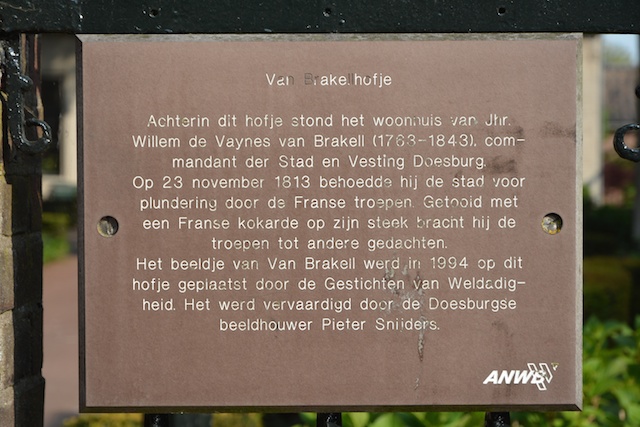 Van Brakelhofje
Achterin dit hofje stond het woonhuis van Jhr.
Willem de Vaynes van Brakell (1763-1843), com-
mandant der Stad en Vesting Doesburg.
Op 23 november 1813 behoedde hij de stad voor
plundering door de Franse troepen. Getooid met
een Franse kokarde op zijn steek bracht hij de
troepen tot andere gedachten.
Het beeldje van Van Brakell werd in 1994 op dit
hofje geplaatst door de Gestichten van Weldadig-
heid. Het werd vervaardigd door de Doesburgse
beeldhouwer Pieter Snijders.
ANWB